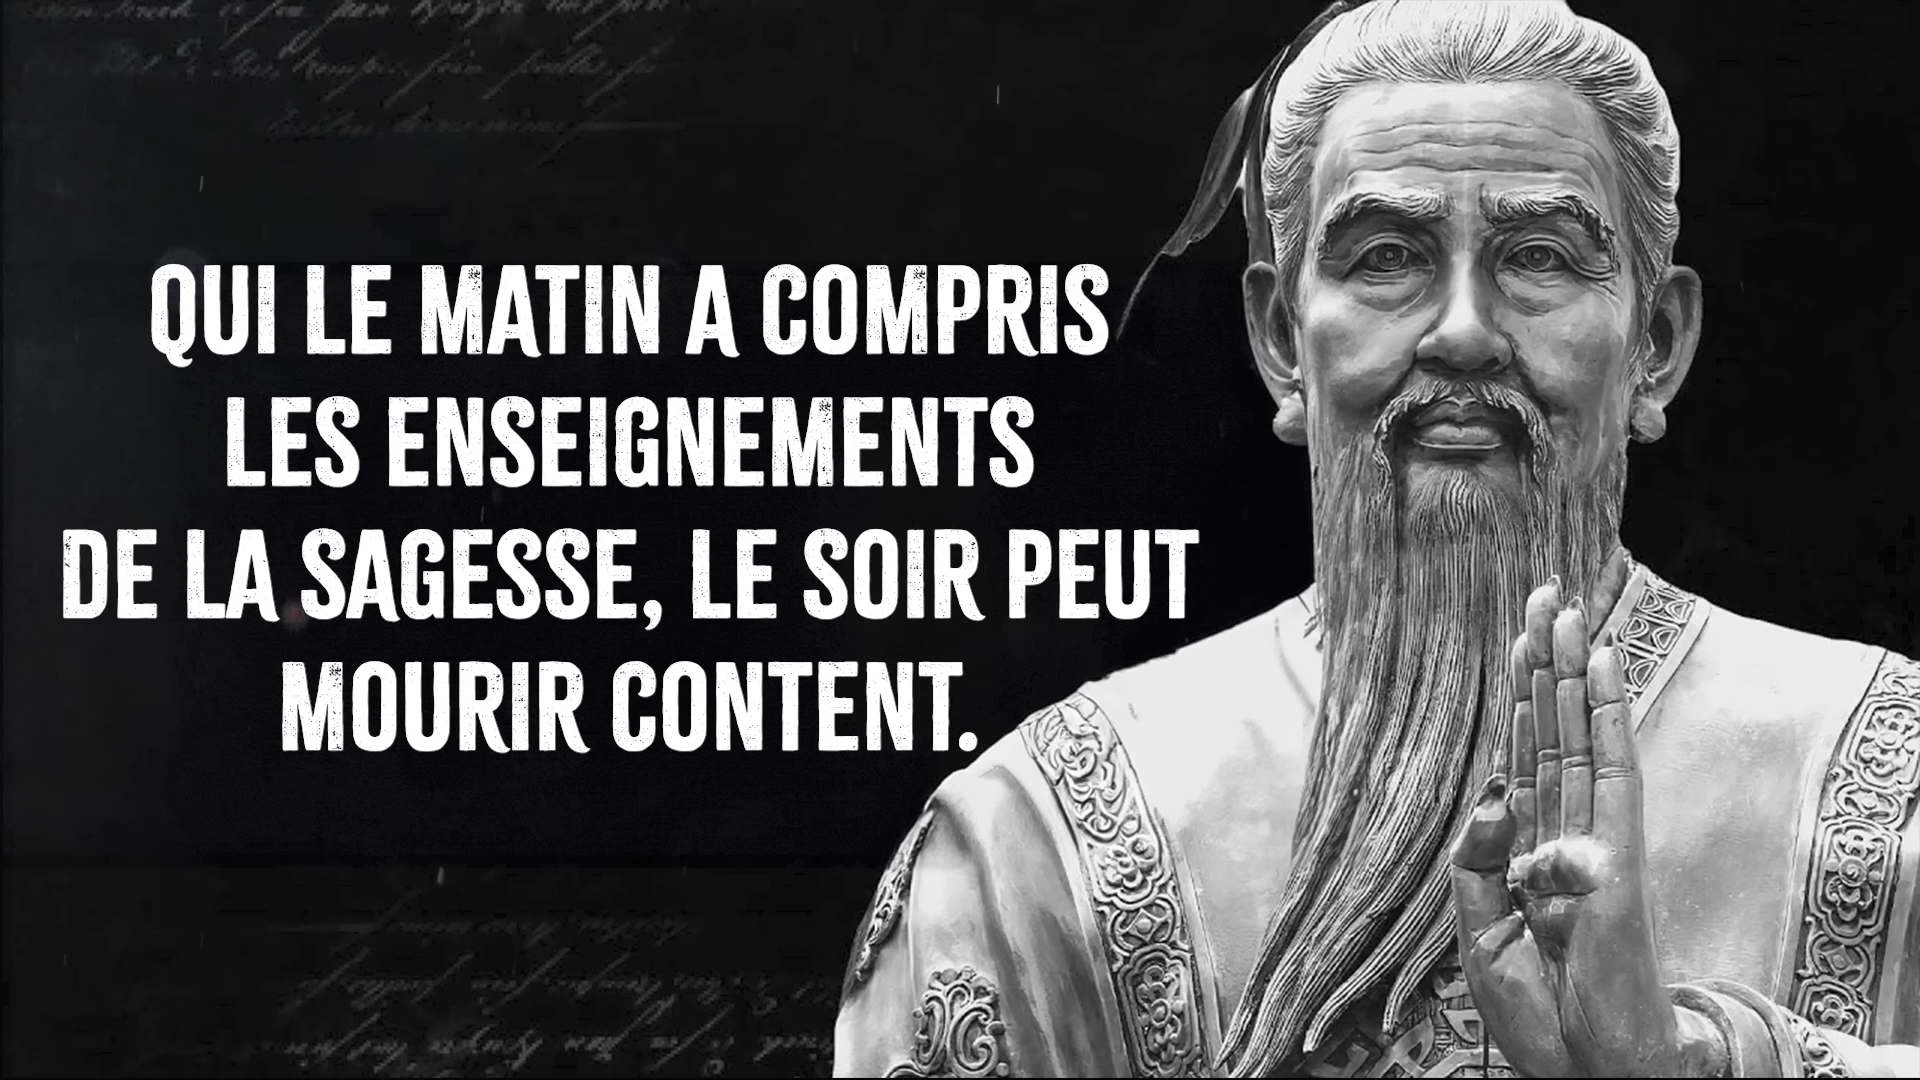 QUI LE MATIN A COMPRIS
LES ENSEIGNEMENTS
DE LA SAGESSE, LE SOIR PEUT
MOURIR CONTENT.